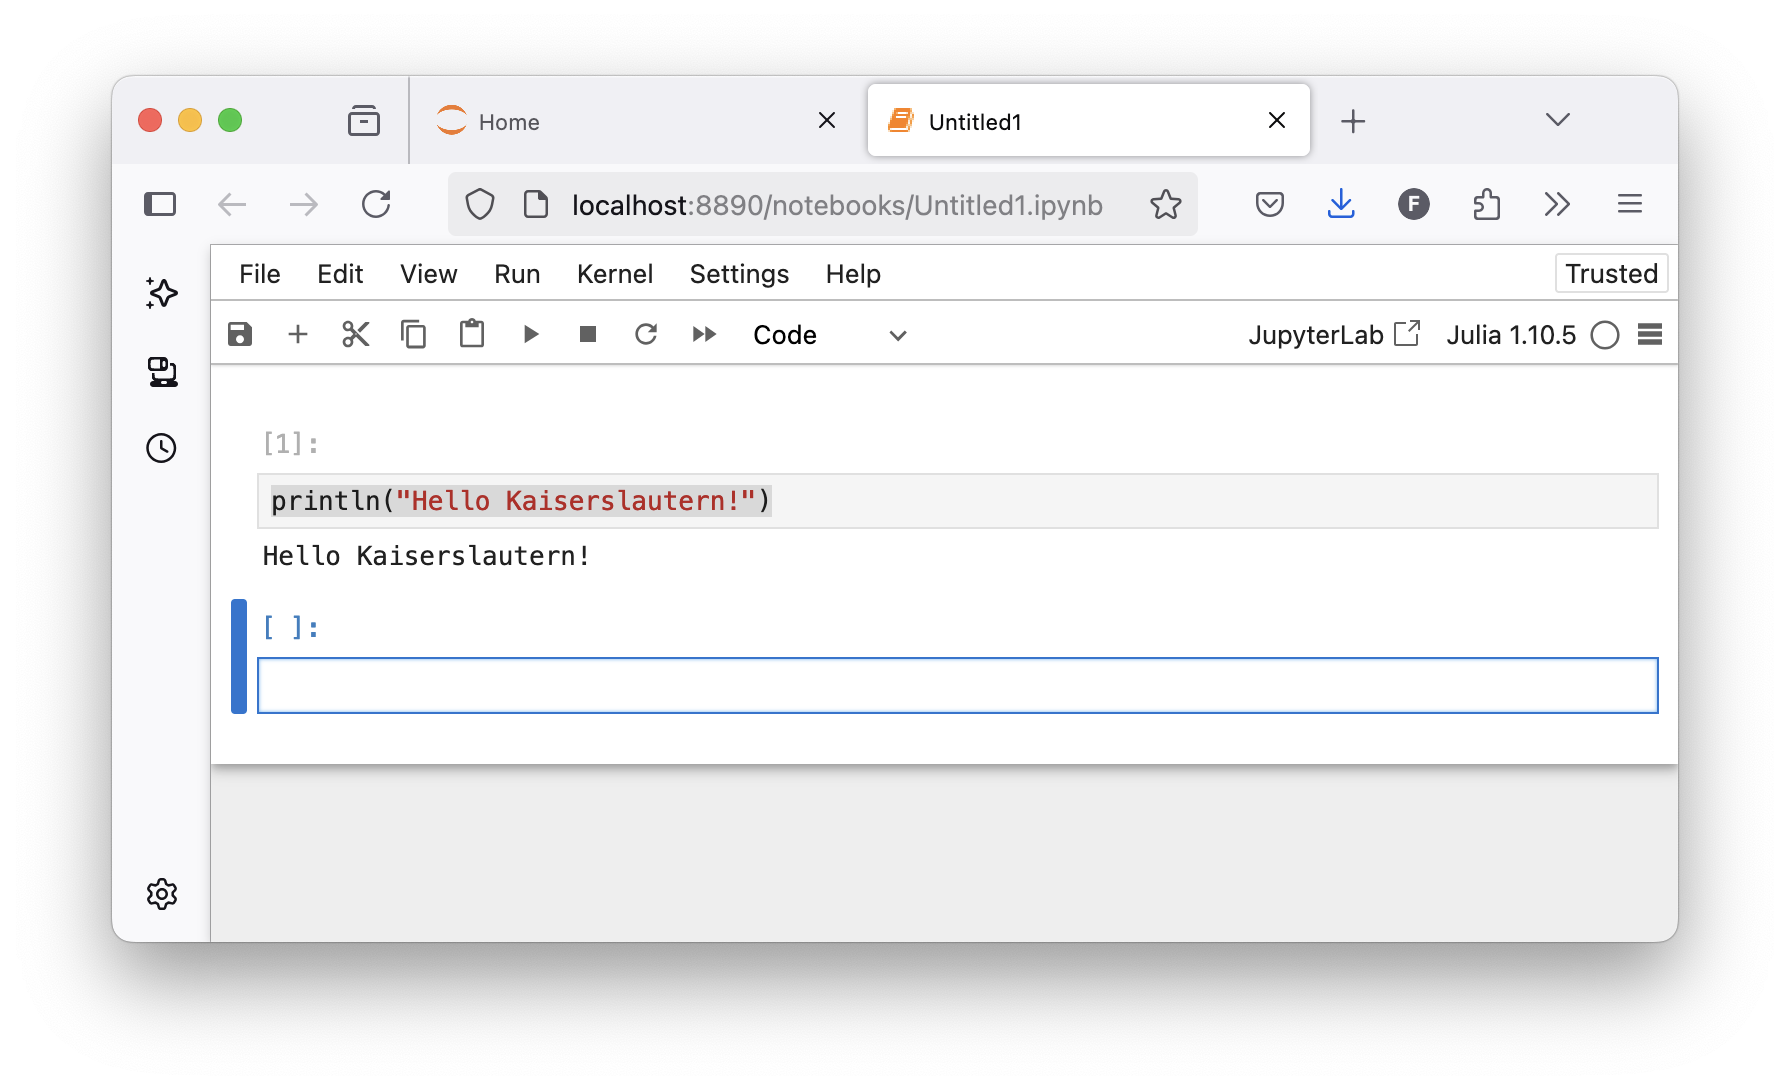 Home
Untitled1
localhost:8890/notebooks/Untitled1.ipynb
F
File Edit View Run Kernel Settings Help Trusted
Code JupyterLab Julia 1.10.5
[1]:
println("Hello Kaiserslautern!")
Hello Kaiserslautern!
[ ]: